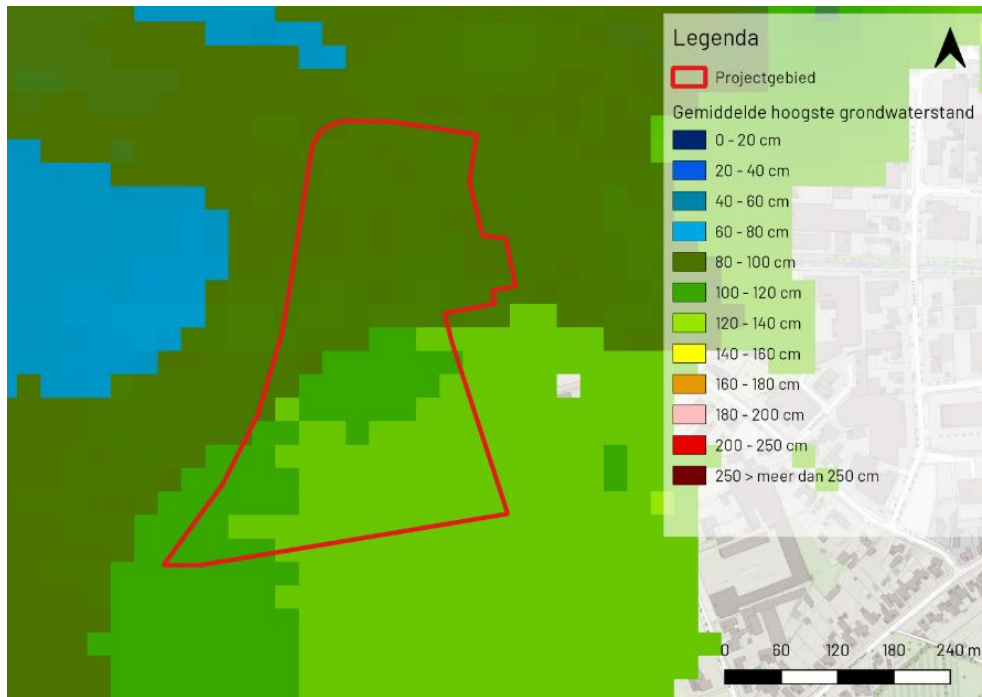 Legenda
Projectgebied
Gemiddelde hoogste grondwaterstand
0 - 20 cm
20 - 40 cm
40 - 60 cm
60 - 80 cm
80 - 100 cm
100 - 120 cm
120 - 140 cm
140 - 160 cm
160 - 180 cm
180 - 200 cm
200 - 250 cm
250 > meer dan 250 cm
0 60 120 180 240 m